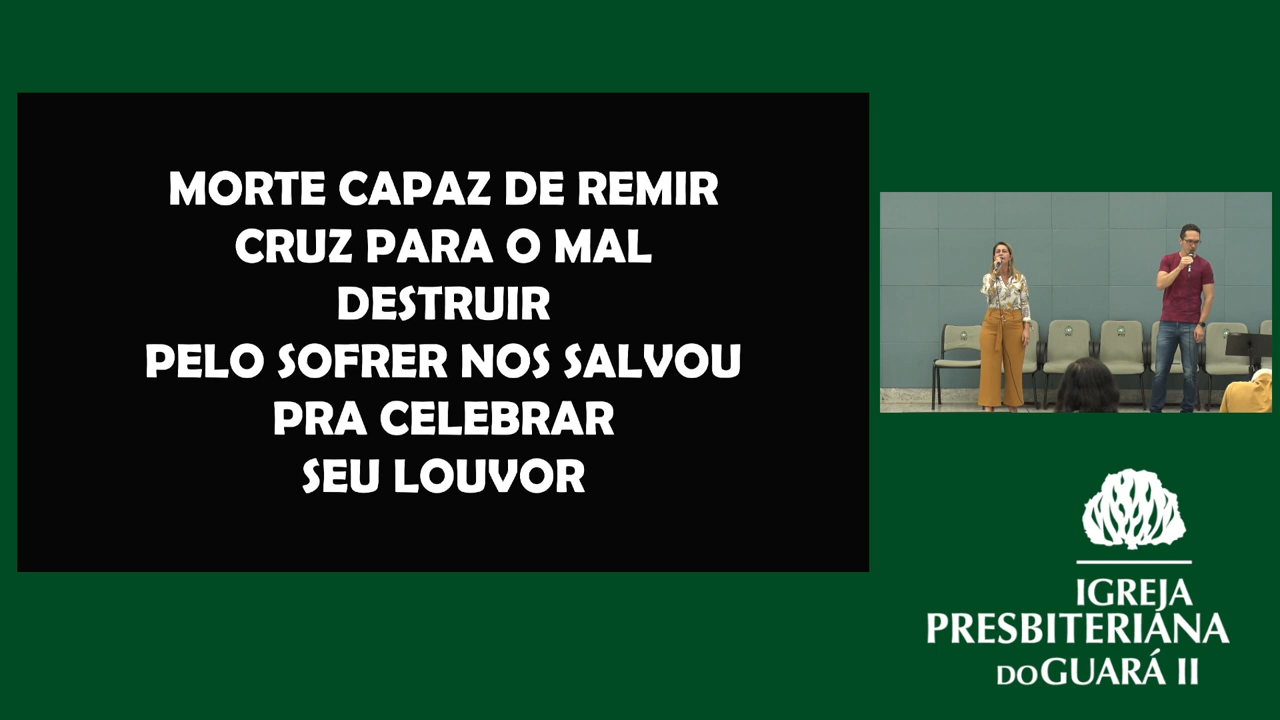 MORTE CAPAZ DE REMIR
CRUZ PARA O MAL
DESTRUIR
PELO SOFRER NOS SALVOU
PRA CELEBRAR
SEU LOUVOR
IGREJA
PRESBITERIANA
DO GUARÁ II